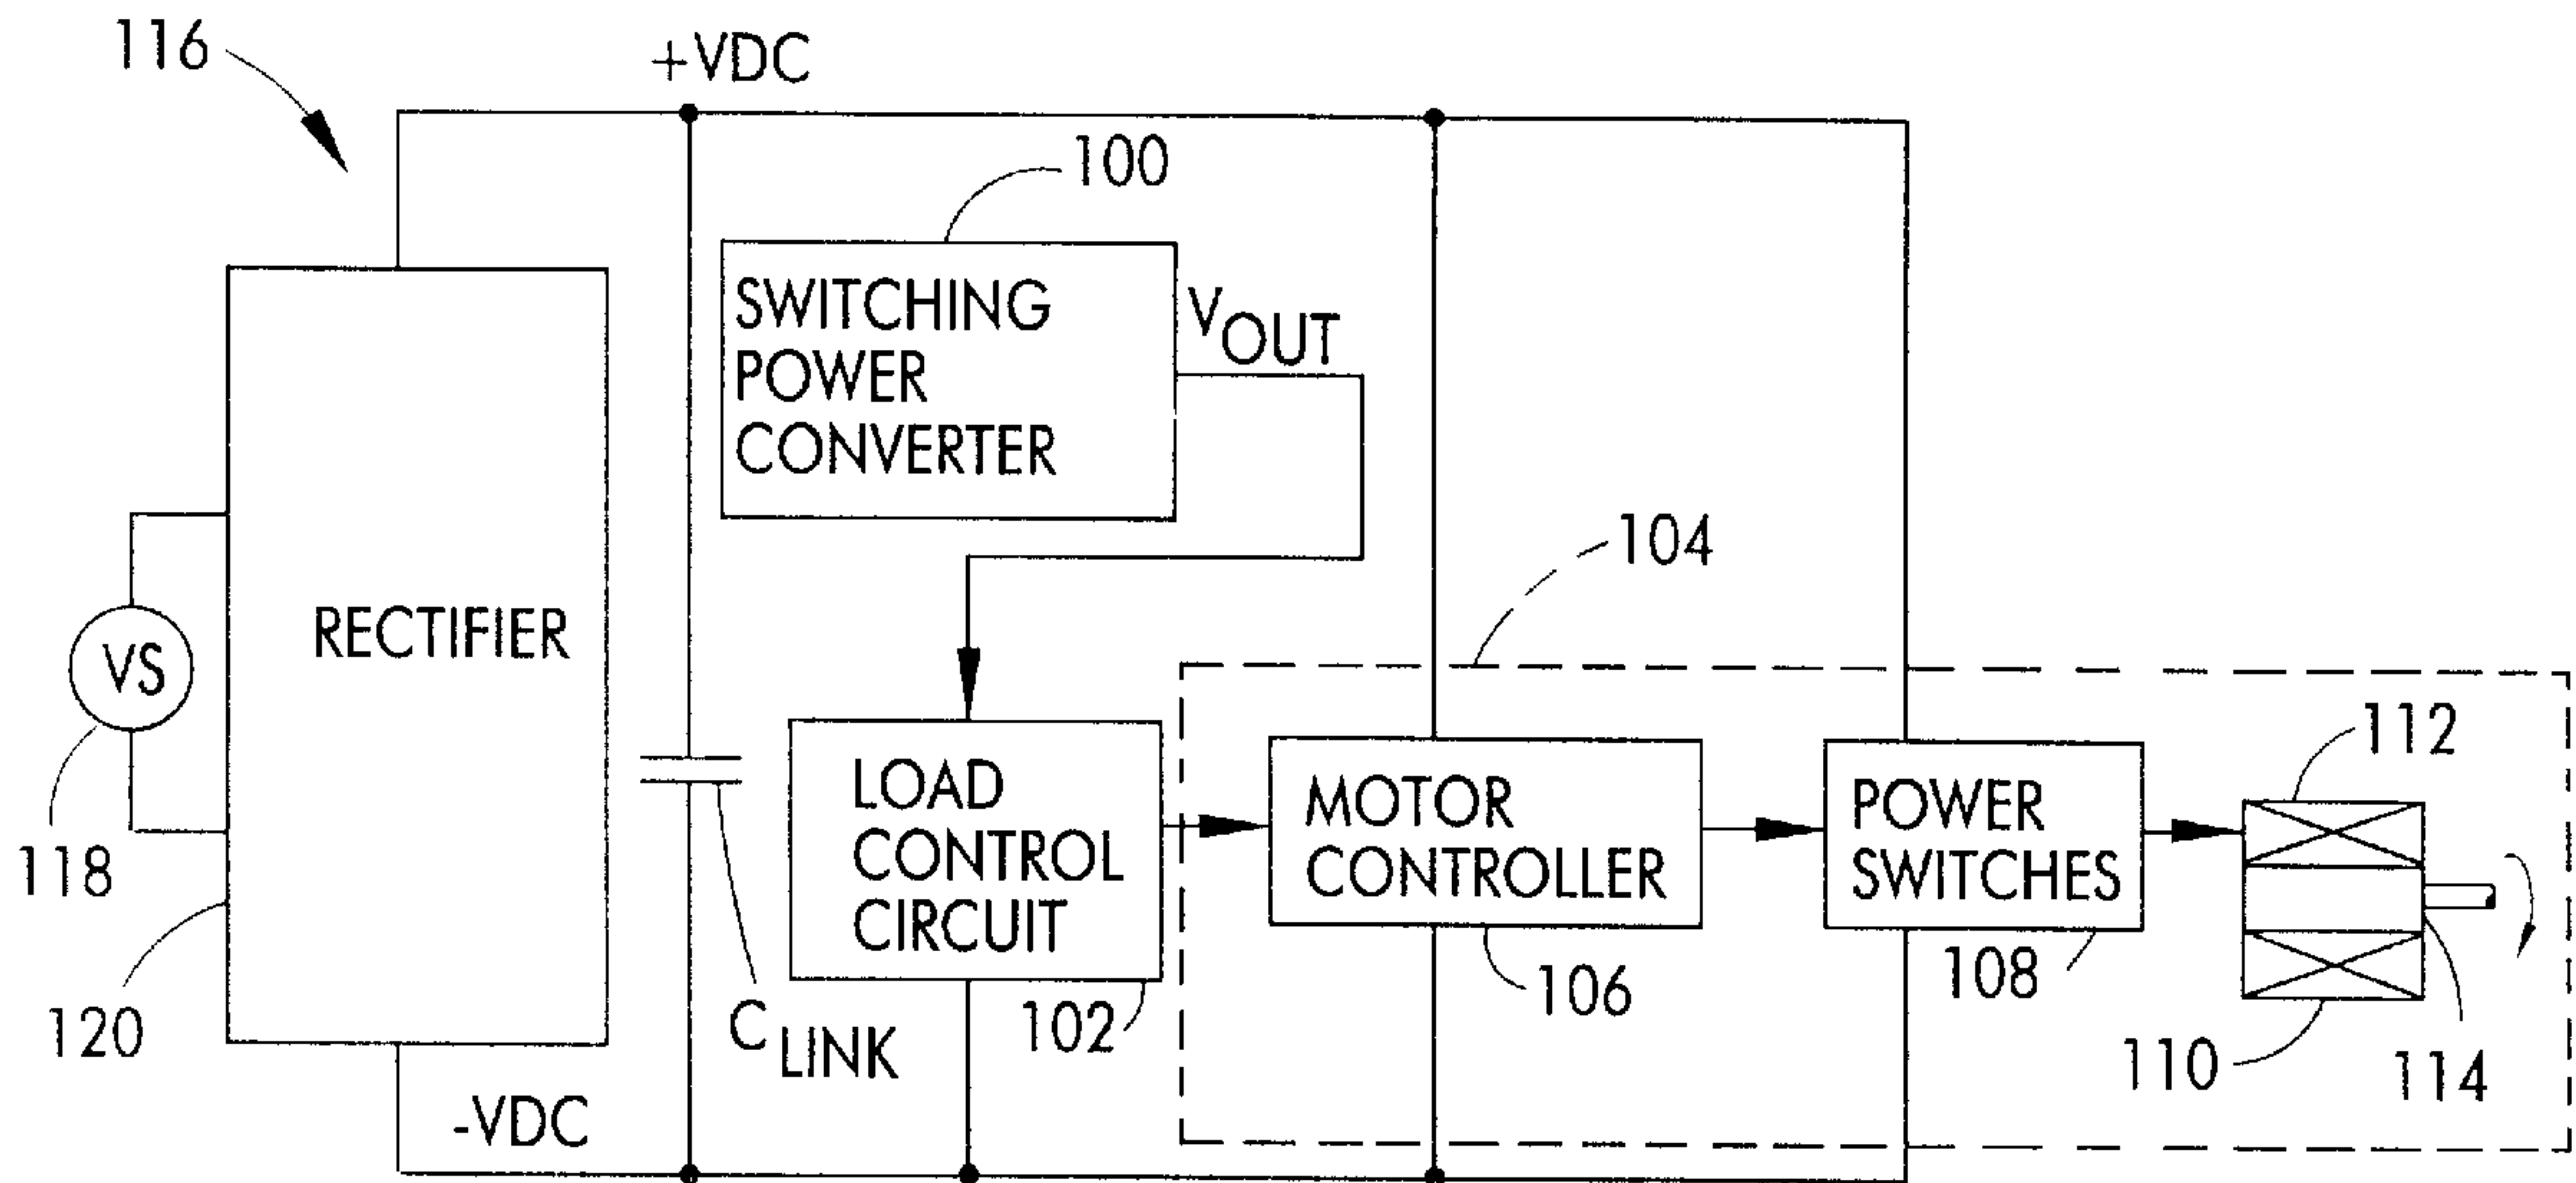 116
+VDC
100
SWITCHING
POWER
CONVERTER
VOUT
104
RECTIFIER
VS
118
120
CLINK
-VDC
LOAD
CONTROL
CIRCUIT
102
MOTOR
CONTROLLER
106
POWER
SWITCHES
108
112
110
114